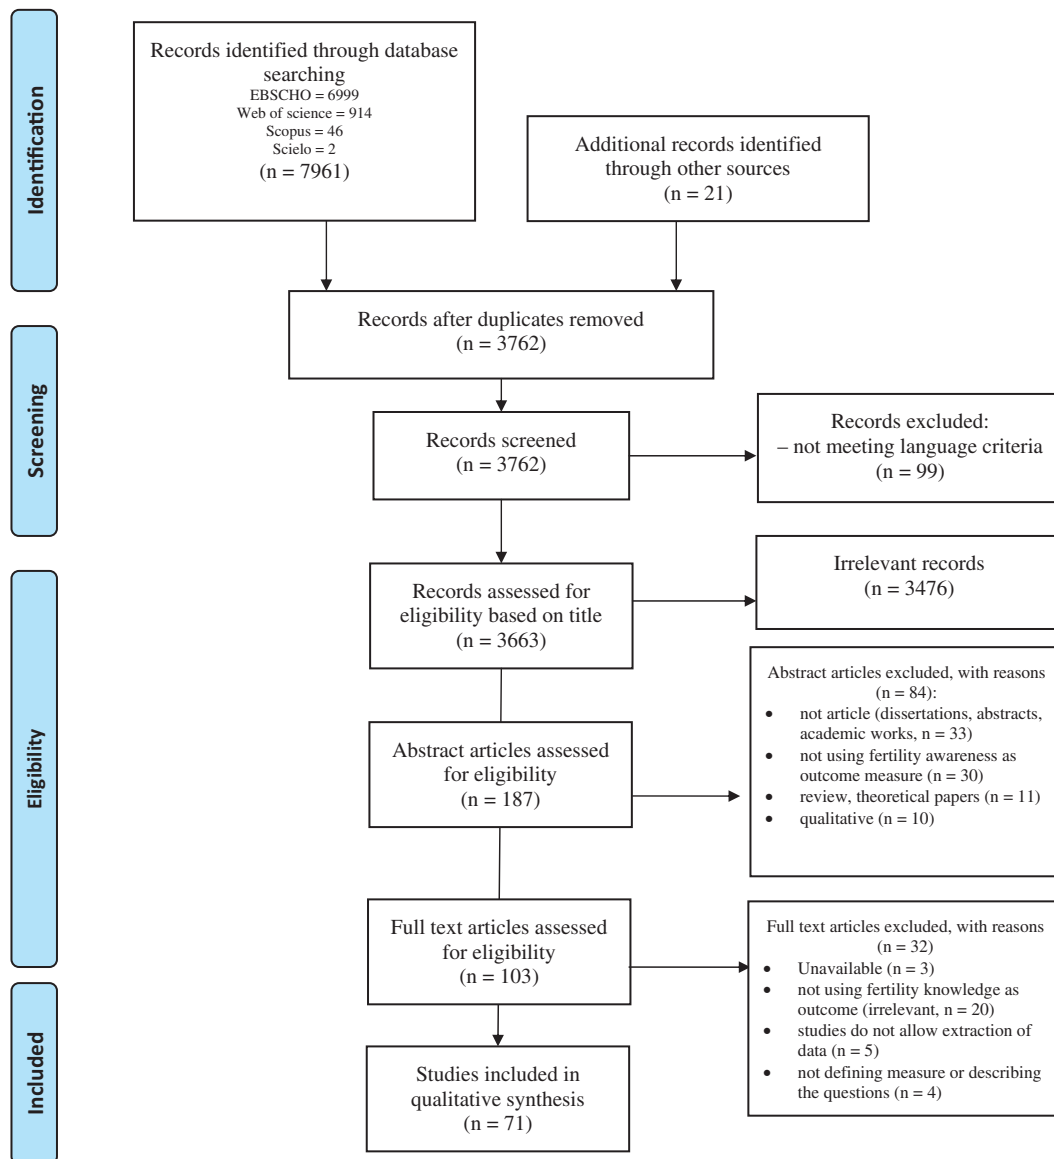 Identification
Records identified through database
searching
EBSCHO = 6999
Web of science = 914
Scopus = 46
Scielo = 2
(n = 7961)
Additional records identified
through other sources
(n = 21)
Records after duplicates removed
(n = 3762)
Screening
Records screened
(n = 3762)
Records excluded:
– not meeting language criteria
(n = 99)
Eligibility
Records assessed for
eligibility based on title
(n = 3663)
Irrelevant records
(n = 3476)
Abstract articles assessed
for eligibility
(n = 187)
Abstract articles excluded, with reasons
(n = 84):
• not article (dissertations, abstracts,
academic works, n = 33)
• not using fertility awareness as
outcome measure (n = 30)
• review, theoretical papers (n = 11)
• qualitative (n = 10)
Full text articles assessed
for eligibility
(n = 103)
Full text articles excluded, with reasons
(n = 32)
• Unavailable (n = 3)
• not using fertility knowledge as
outcome (irrelevant, n = 20)
• studies do not allow extraction of
data (n = 5)
• not defining measure or describing
the questions (n = 4)
Included
Studies included in
qualitative synthesis
(n = 71)